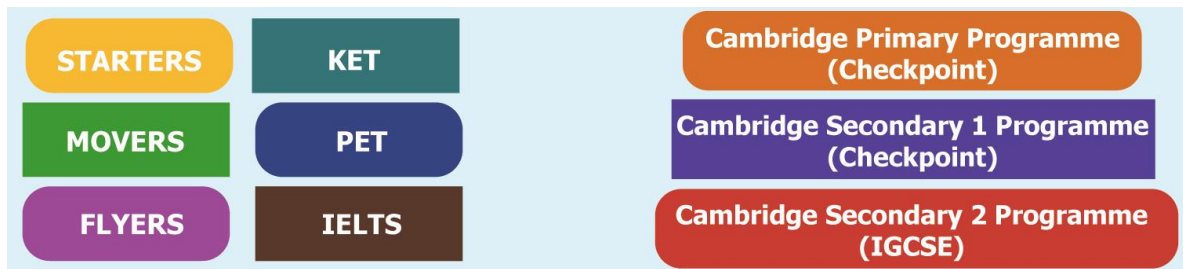 STARTERS
MOVERS
FLYERS
KET
PET
IELTS
Cambridge Primary Programme
(Checkpoint)
Cambridge Secondary 1 Programme
(Checkpoint)
Cambridge Secondary 2 Programme
(IGCSE)